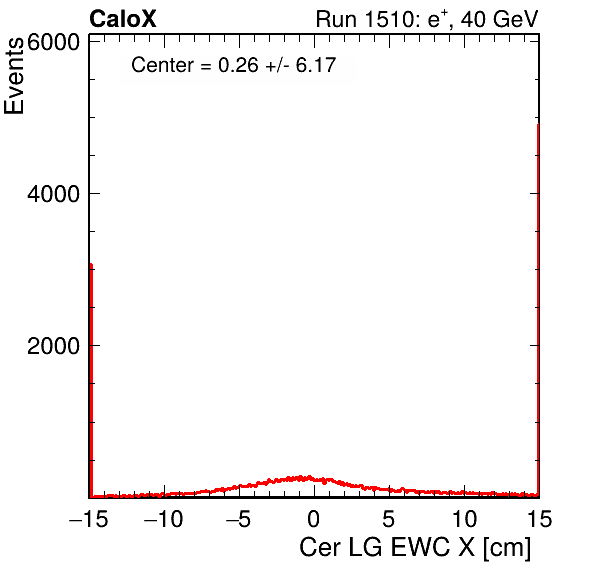 CaloX Run 1510: e⁺, 40 GeV
Center = 0.26 +/- 6.17
Events
6000
4000
2000
−15 −10 −5 0 5 10 15
Cer LG EWC X [cm]